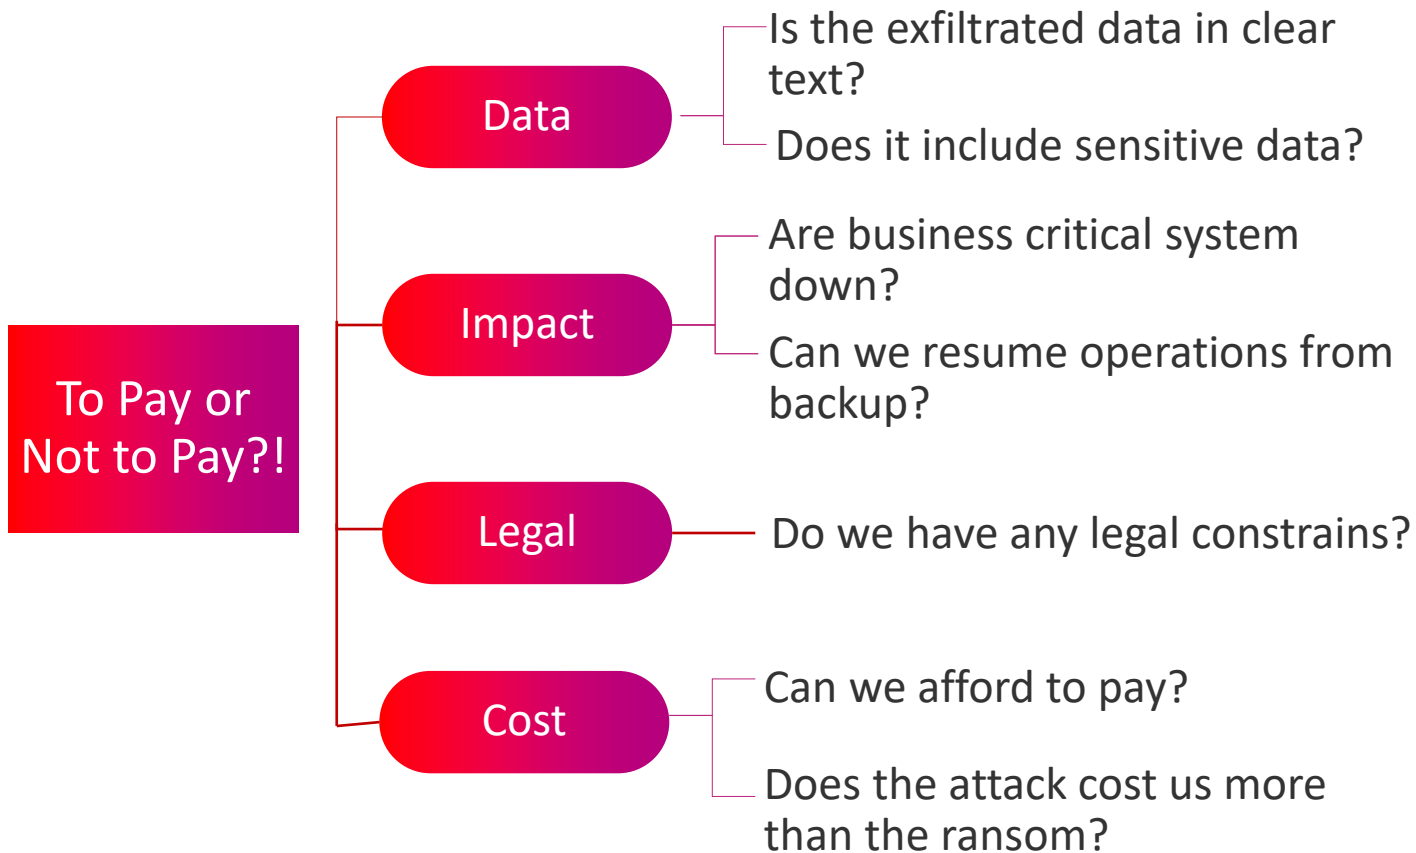 To Pay or
Not to Pay?!
Data
Is the exfiltrated data in clear
text?
Does it include sensitive data?
Impact
Are business critical system
down?
Can we resume operations from
backup?
Legal
Do we have any legal constrains?
Cost
Can we afford to pay?
Does the attack cost us more
than the ransom?